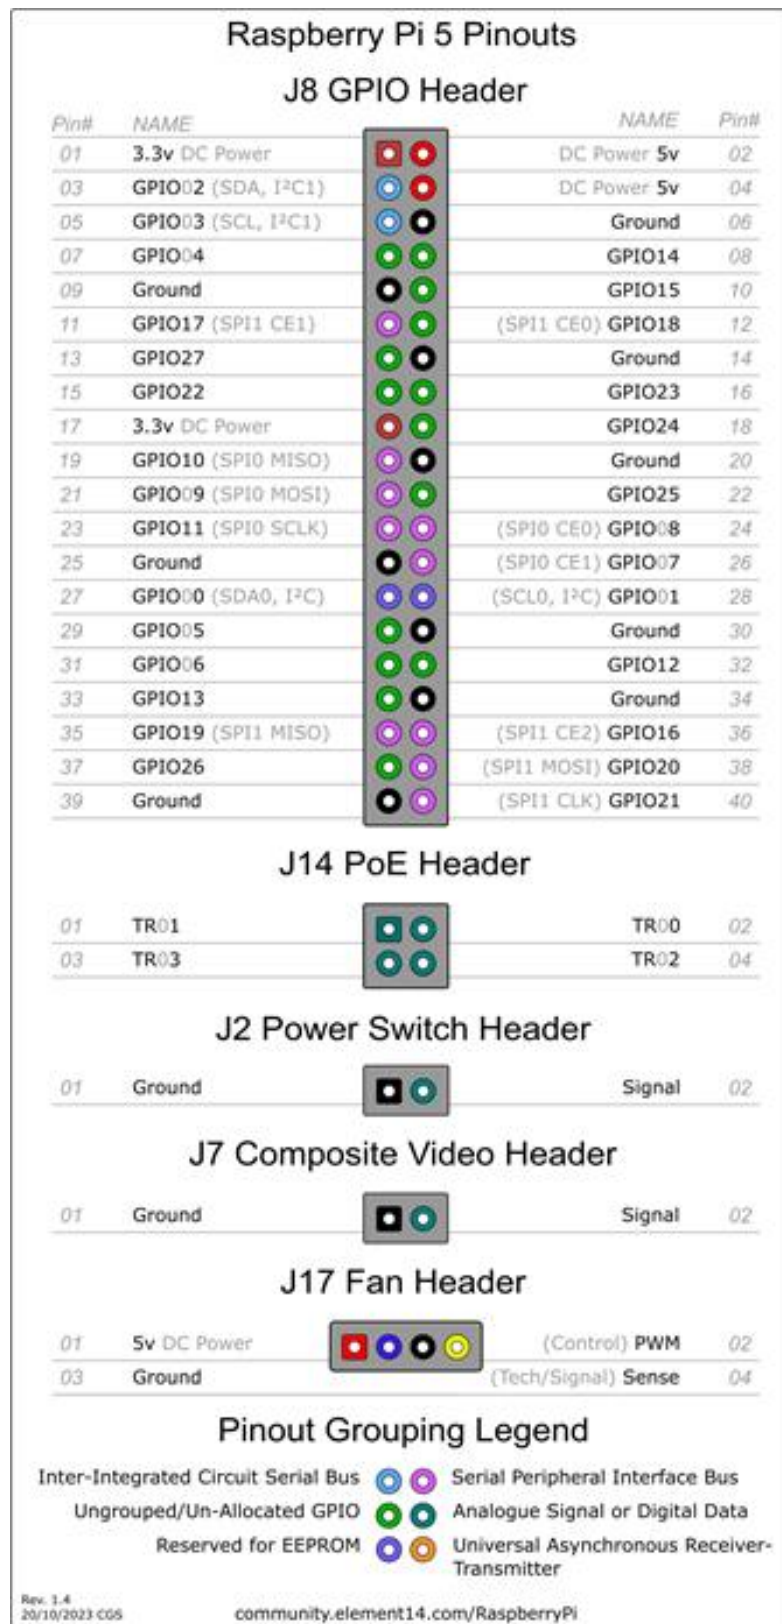 Raspberry Pi 5 Pinouts
J8 GPIO Header
Pin# NAME NAME Pin#
01 3.3v DC Power DC Power 5v 02
03 GPIO02 (SDA, I²C1) DC Power 5v 04
05 GPIO03 (SCL, I²C1) Ground 06
07 GPIO04 GPIO14 08
09 Ground GPIO15 10
11 GPIO17 (SPI1 CE1) (SPI1 CE0) GPIO18 12
13 GPIO27 Ground 14
15 GPIO22 GPIO23 16
17 3.3v DC Power GPIO24 18
19 GPIO10 (SPI0 MISO) Ground 20
21 GPIO09 (SPI0 MOSI) GPIO25 22
23 GPIO11 (SPI0 SCLK) (SPI0 CE0) GPIO08 24
25 Ground (SPI0 CE1) GPIO07 26
27 GPIO00 (SDA0, I²C) (SCL0, I²C) GPIO01 28
29 GPIO05 Ground 30
31 GPIO06 GPIO12 32
33 GPIO13 Ground 34
35 GPIO19 (SPI1 MISO) (SPI1 CE2) GPIO16 36
37 GPIO26 (SPI1 MOSI) GPIO20 38
39 Ground (SPI1 CLK) GPIO21 40
J14 PoE Header
01 TR01 TR00 02
03 TR03 TR02 04
J2 Power Switch Header
01 Ground Signal 02
J7 Composite Video Header
01 Ground Signal 02
J17 Fan Header
01 5v DC Power (Control) PWM 02
03 Ground (Tech/Signal) Sense 04
Pinout Grouping Legend
Inter-Integrated Circuit Serial Bus Serial Peripheral Interface Bus
Ungrouped/Un-Allocated GPIO Analogue Signal or Digital Data
Reserved for EEPROM Universal Asynchronous Receiver-
Transmitter
Rev. 1.4
20/10/2023 CGS community.element14.com/RaspberryPi